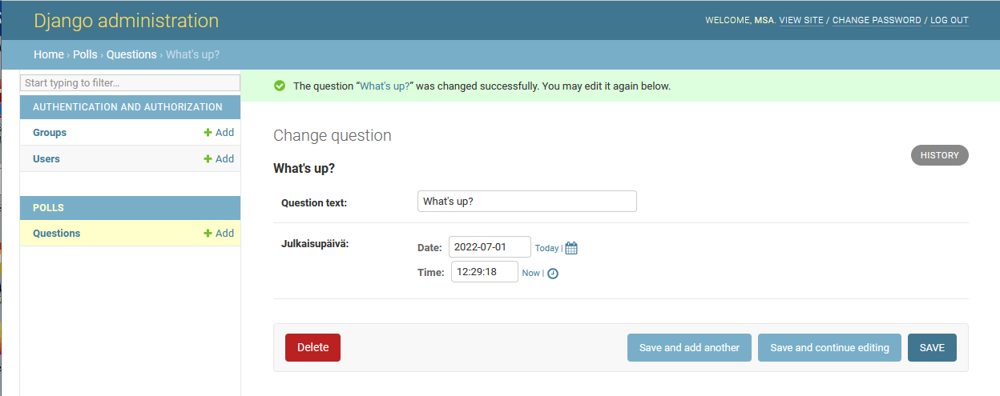 Django administration
WELCOME, MSA. VIEW SITE / CHANGE PASSWORD / LOG OUT
Home › Polls › Questions › What's up?
Start typing to filter...
AUTHENTICATION AND AUTHORIZATION
Groups + Add
Users + Add
POLLS
Questions + Add
The question “What's up?” was changed successfully. You may edit it again below.
Change question
HISTORY
What's up?
Question text: What's up?
Julkaisupäivä:
Date: 2022-07-01 Today |
Time: 12:29:18 Now |
Delete
Save and add another
Save and continue editing
SAVE